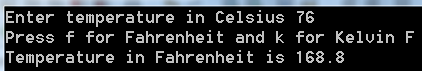 Enter temperature in Celsius 76
Press f for Fahrenheit and k for Kelvin F
Temperature in Fahrenheit is 168.8